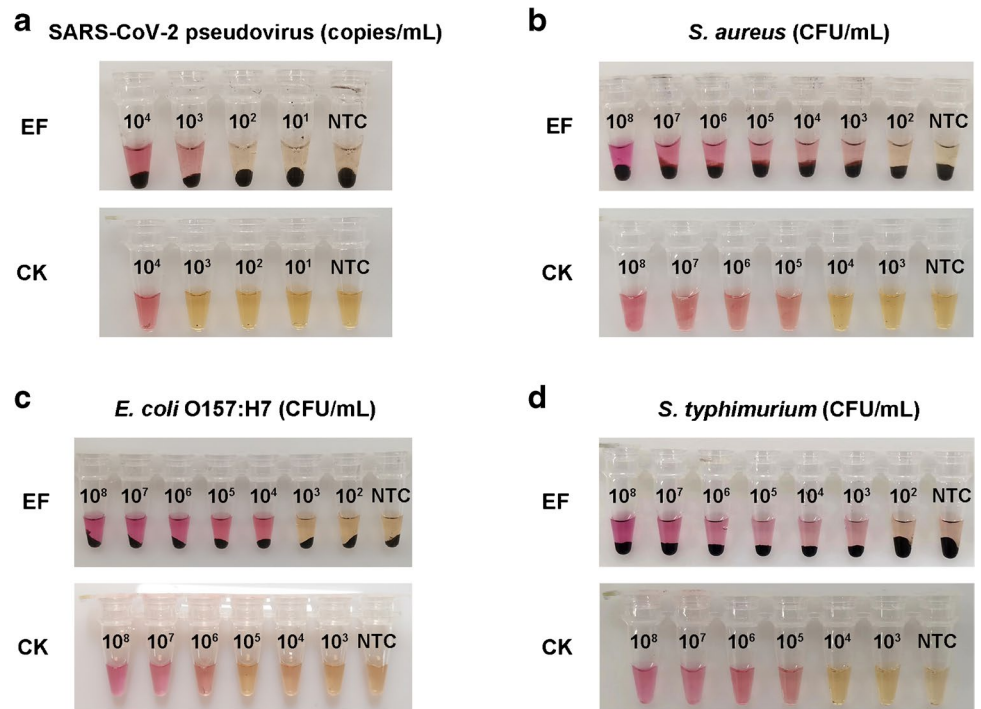 a SARS-CoV-2 pseudovirus (copies/mL)
EF 10⁴ 10³ 10² 10¹ NTC
CK 10⁴ 10³ 10² 10¹ NTC
b S. aureus (CFU/mL)
EF 10⁸ 10⁷ 10⁶ 10⁵ 10⁴ 10³ 10² NTC
CK 10⁸ 10⁷ 10⁶ 10⁵ 10⁴ 10³ NTC
c E. coli O157:H7 (CFU/mL)
EF 10⁸ 10⁷ 10⁶ 10⁵ 10⁴ 10³ 10² NTC
CK 10⁸ 10⁷ 10⁶ 10⁵ 10⁴ 10³ NTC
d S. typhimurium (CFU/mL)
EF 10⁸ 10⁷ 10⁶ 10⁵ 10⁴ 10³ 10² NTC
CK 10⁸ 10⁷ 10⁶ 10⁵ 10⁴ 10³ NTC